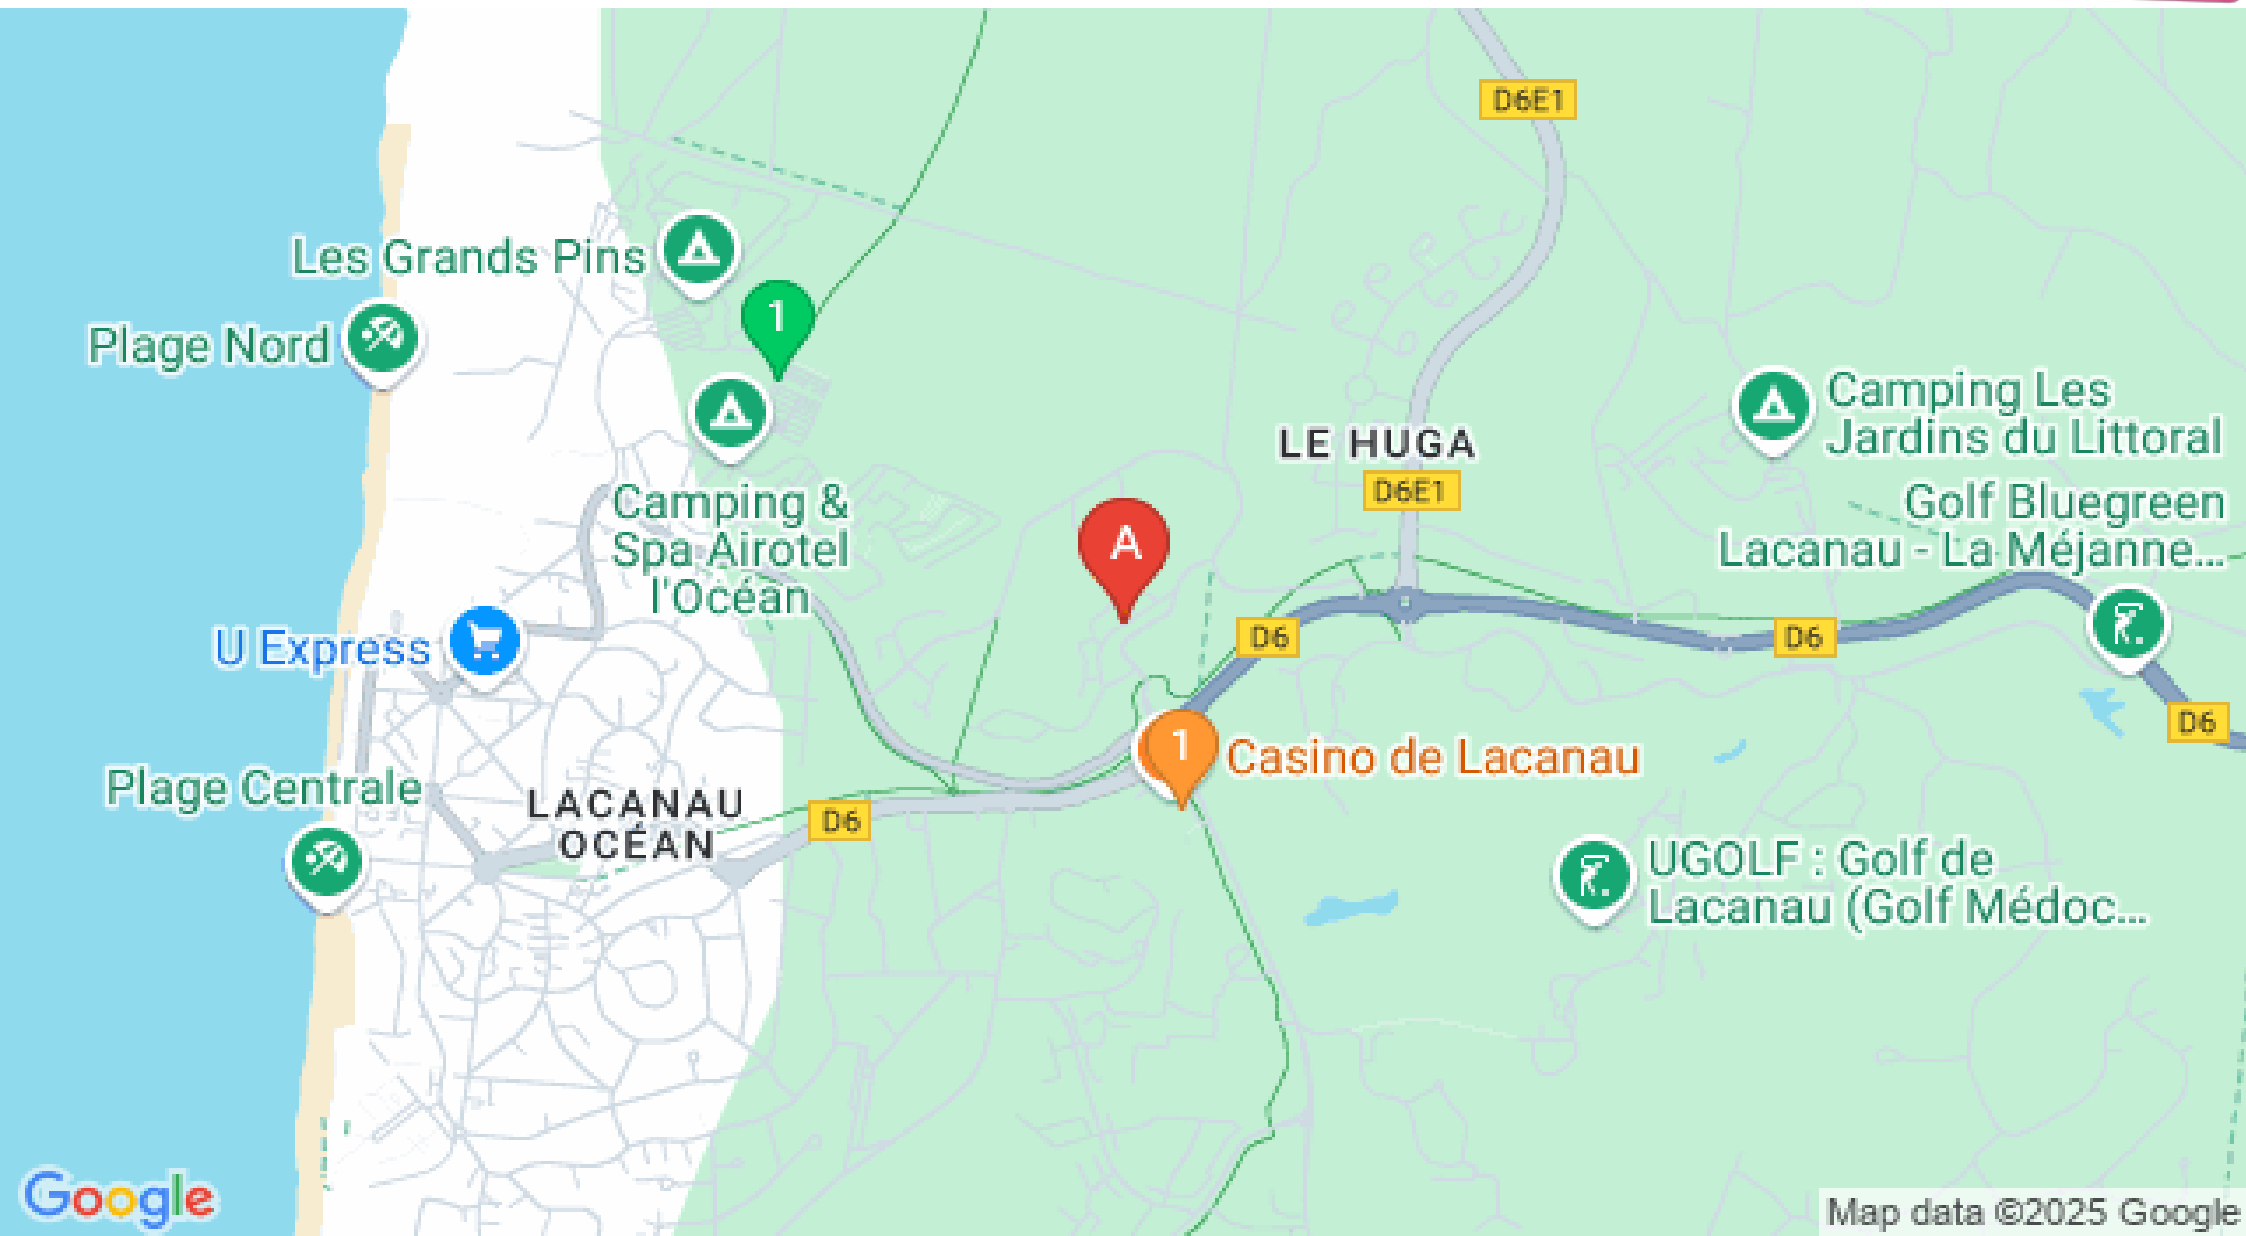 D6E1
Les Grands Pins
1
Plage Nord
Camping Les
Jardins du Littoral
LE HUGA
D6E1
Camping &
Spa Airotel
l'Océan
A
Golf Bluegreen
Lacanau - La Méjanne...
U Express
D6
D6
D6
1
Casino de Lacanau
Plage Centrale
LACANAU
OCÉAN
D6
UGOLF : Golf de
Lacanau (Golf Médoc...
Google
Map data ©2025 Google